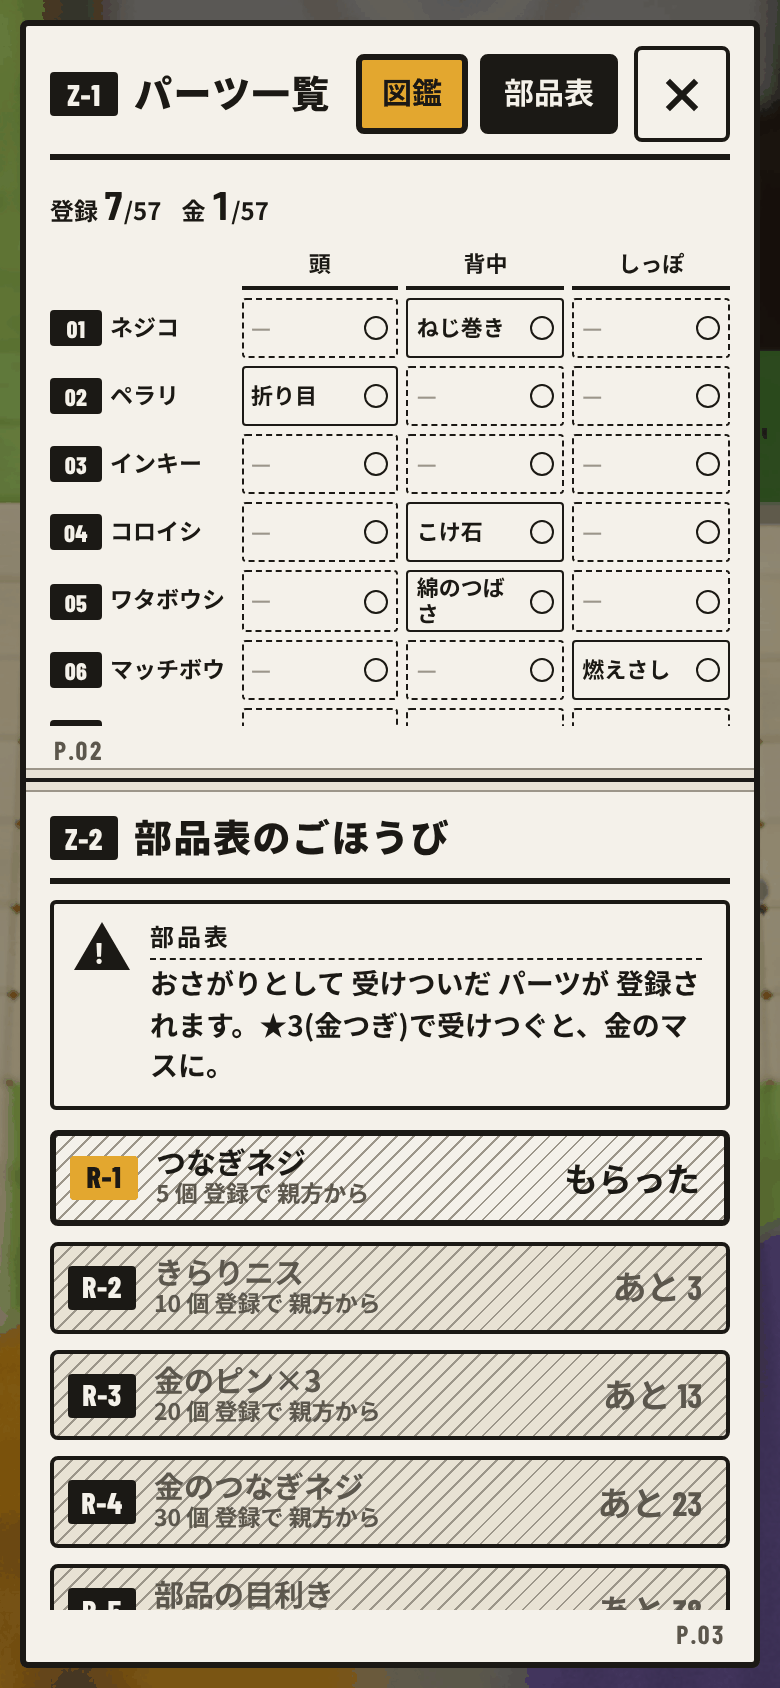 Z-1 パーツ一覧 図鑑 部品表 ✕
登録 7/57 金 1/57
頭 背中 しっぽ
01 ネジコ — ねじ巻き —
02 ペラリ 折り目 — —
03 インキー — — —
04 コロイシ — こけ石 —
05 ワタボウシ — 綿のつば
さ —
06 マッチボウ — — 燃えさし
P.02
Z-2 部品表のごほうび
!
部品表
おさがりとして 受けついだ パーツが 登録さ
れます。★3(金つぎ)で受けつぐと、金のマ
スに。
R-1 つなぎネジ もらった
5 個 登録で 親方から
R-2 きらりニス あと 3
10 個 登録で 親方から
R-3 金のピン×3 あと 13
20 個 登録で 親方から
R-4 金のつなぎネジ あと 23
30 個 登録で 親方から
部品の目利き
P.03